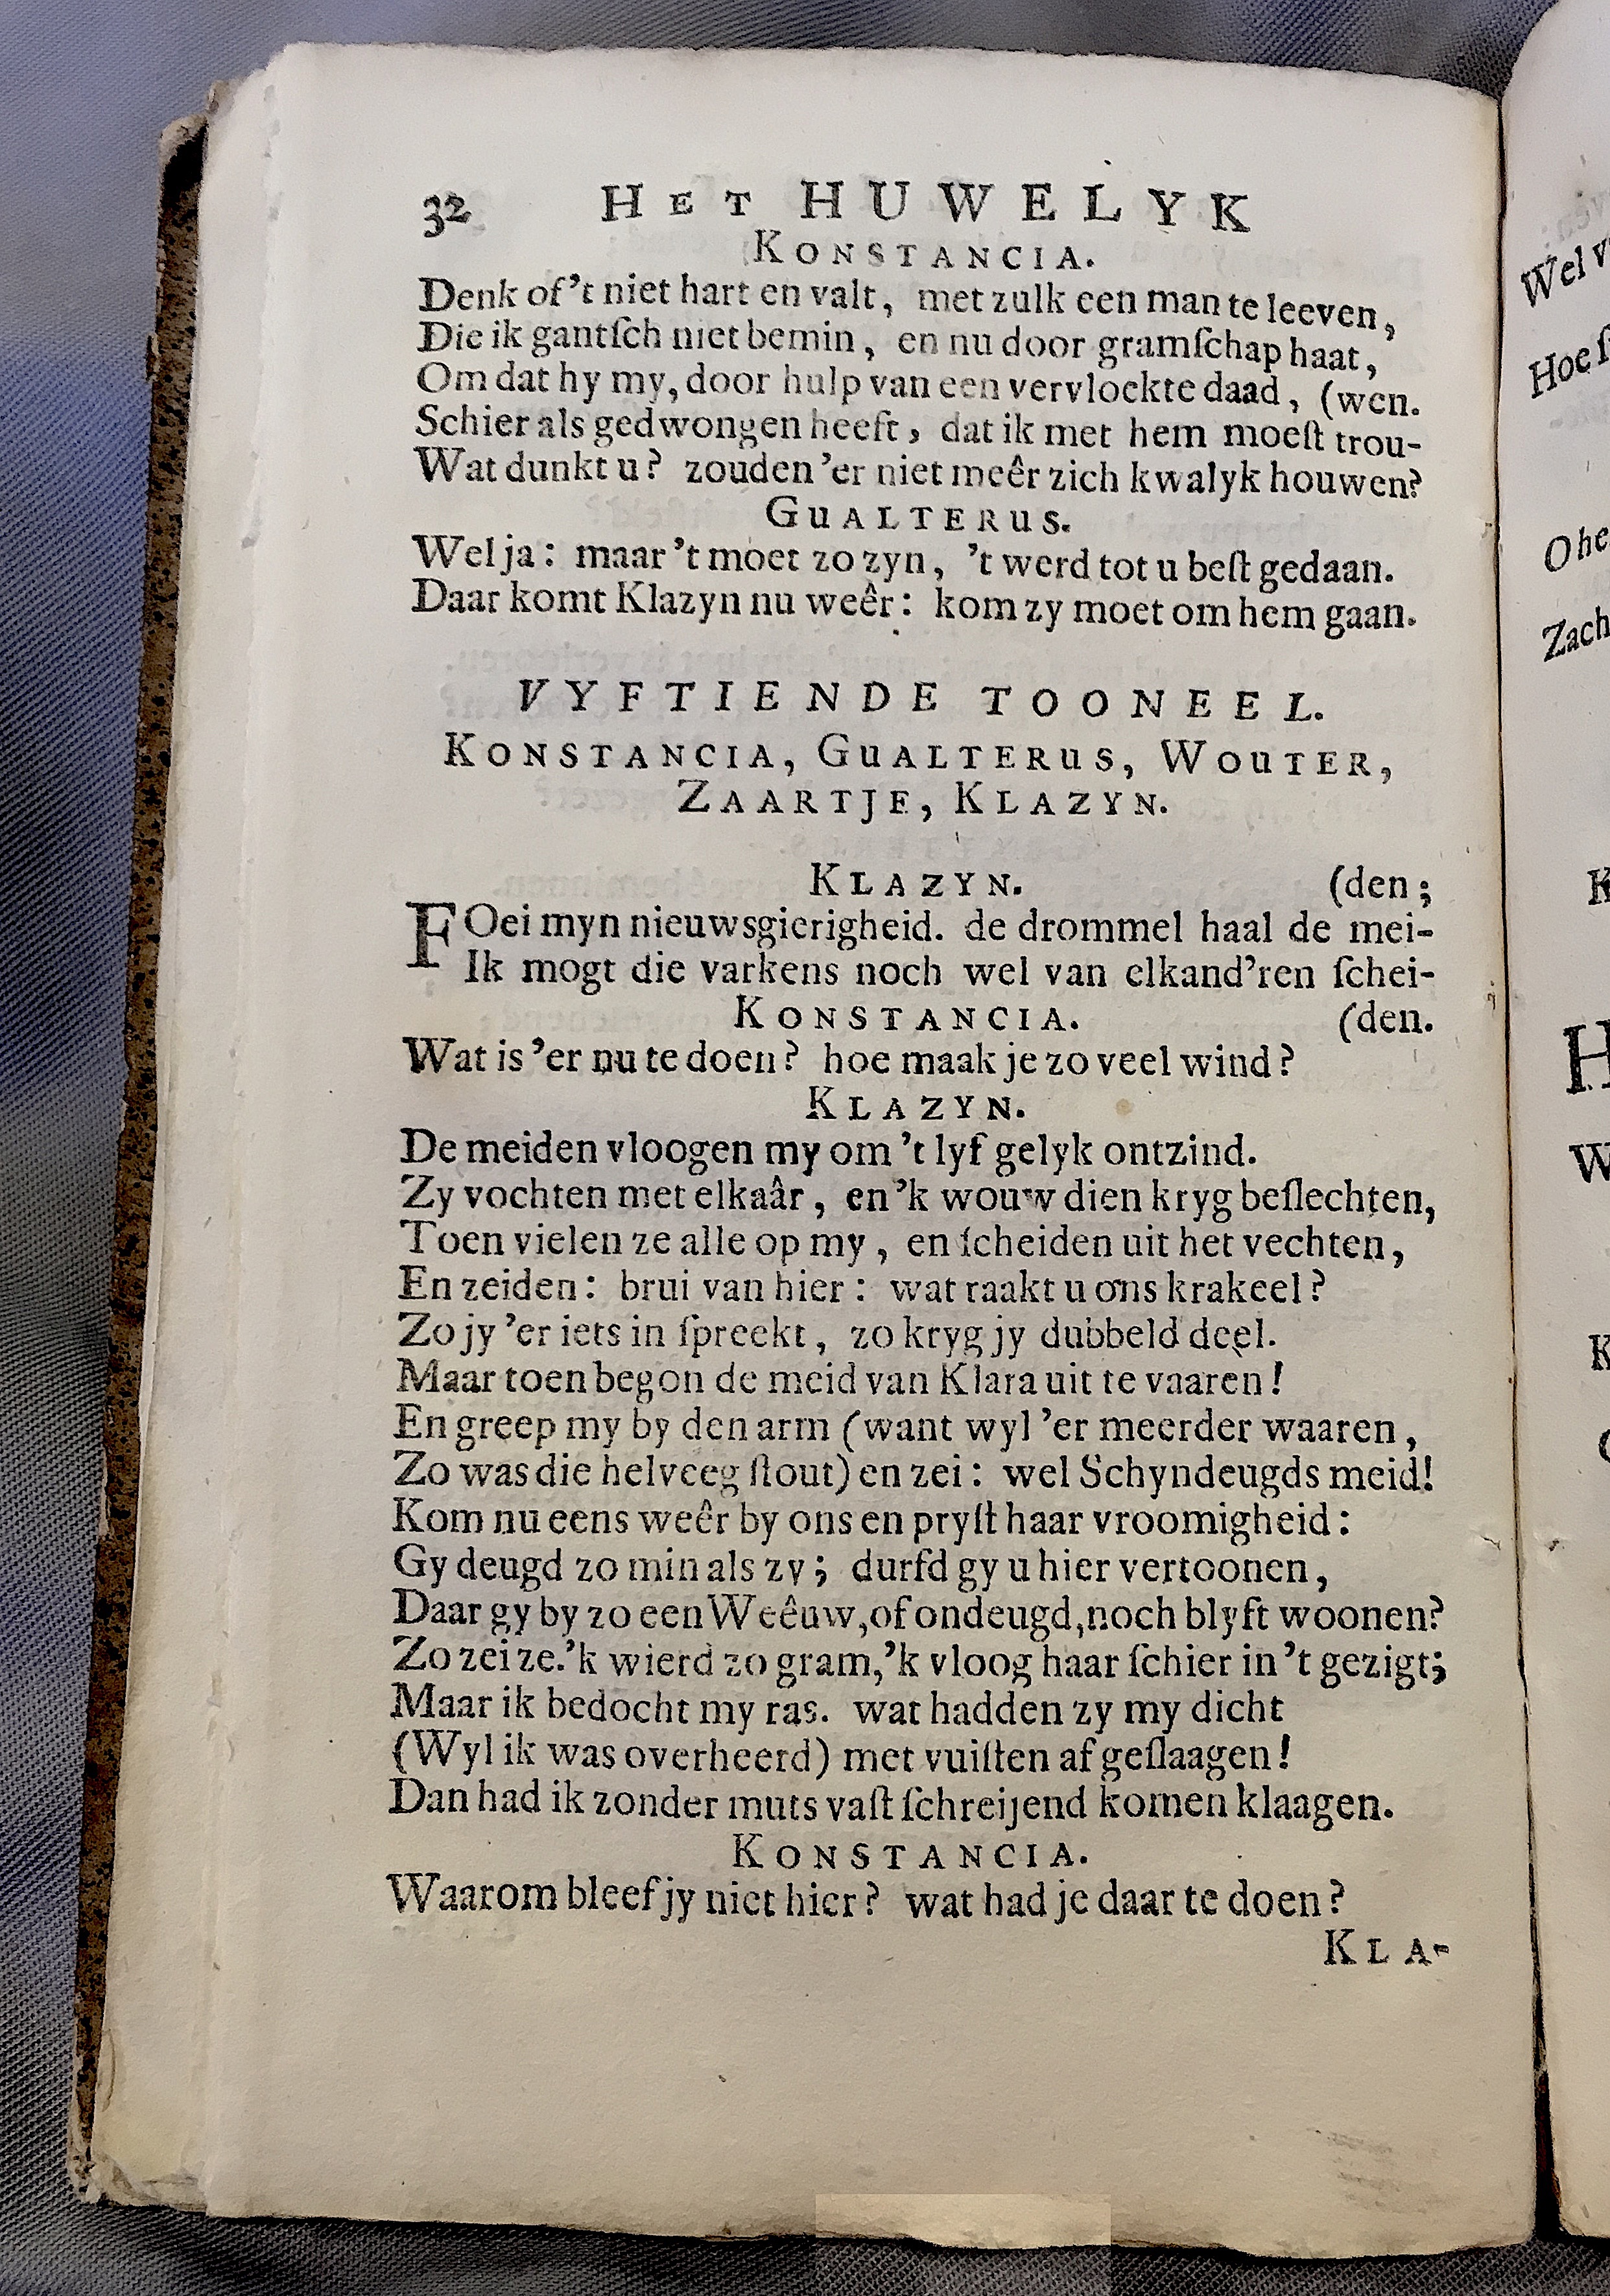 32 HET HUWELYK
KONSTANCIA.
Denk of 't niet hart en valt, met zulk een man te leeven,
Die ik gantſch niet bemin, en nu door gramſchap haat,
Om dat hy my, door hulp van een vervloekte daad, (wen.
Schier als gedwongen heeft, dat ik met hem moeſt trou-
Wat dunkt u? zouden 'er niet meêr zich kwalyk houwen?
GUALTERUS.
Wel ja: maar 't moet zo zyn, 't werd tot u beſt gedaan.
Daar komt Klazyn nu weêr: kom zy moet om hem gaan.
VYFTIENDE TOONEEL.
KONSTANCIA, GUALTERUS, WOUTER,
ZAARTJE, KLAZYN.
KLAZYN. (den;
FOei myn nieuwsgierigheid. de drommel haal de mei-
Ik mogt die varkens noch wel van elkand'ren ſchei-
KONSTANCIA. (den.
Wat is 'er nu te doen? hoe maak je zo veel wind?
KLAZYN.
De meiden vloogen my om 't lyf gelyk ontzind.
Zy vochten met elkaâr, en 'k wouw dien kryg beſlechten,
Toen vielen ze alle op my, en ſcheiden uit het vechten,
En zeiden: brui van hier: wat raakt u ons krakeel?
Zo jy 'er iets in ſpreekt, zo kryg jy dubbeld deel.
Maar toen begon de meid van Klara uit te vaaren!
En greep my by den arm (want wyl 'er meerder waaren,
Zo was die helveeg ſtout) en zei: wel Schyndeugds meid!
Kom nu eens weêr by ons en pryſt haar vroomigheid:
Gy deugd zo min als zy; durfd gy u hier vertoonen,
Daar gy by zo een Weêuw, of ondeugd, noch blyft woonen?
Zo zei ze. 'k wierd zo gram, 'k vloog haar ſchier in 't gezigt;
Maar ik bedocht my ras. wat hadden zy my dicht
(Wyl ik was overheerd) met vuiſten af geſlaagen!
Dan had ik zonder muts vaſt ſchreijend komen klaagen.
KONSTANCIA.
Waarom bleef jy niet hier? wat had je daar te doen?
KLA-
Wel
Hoe
O
Zach